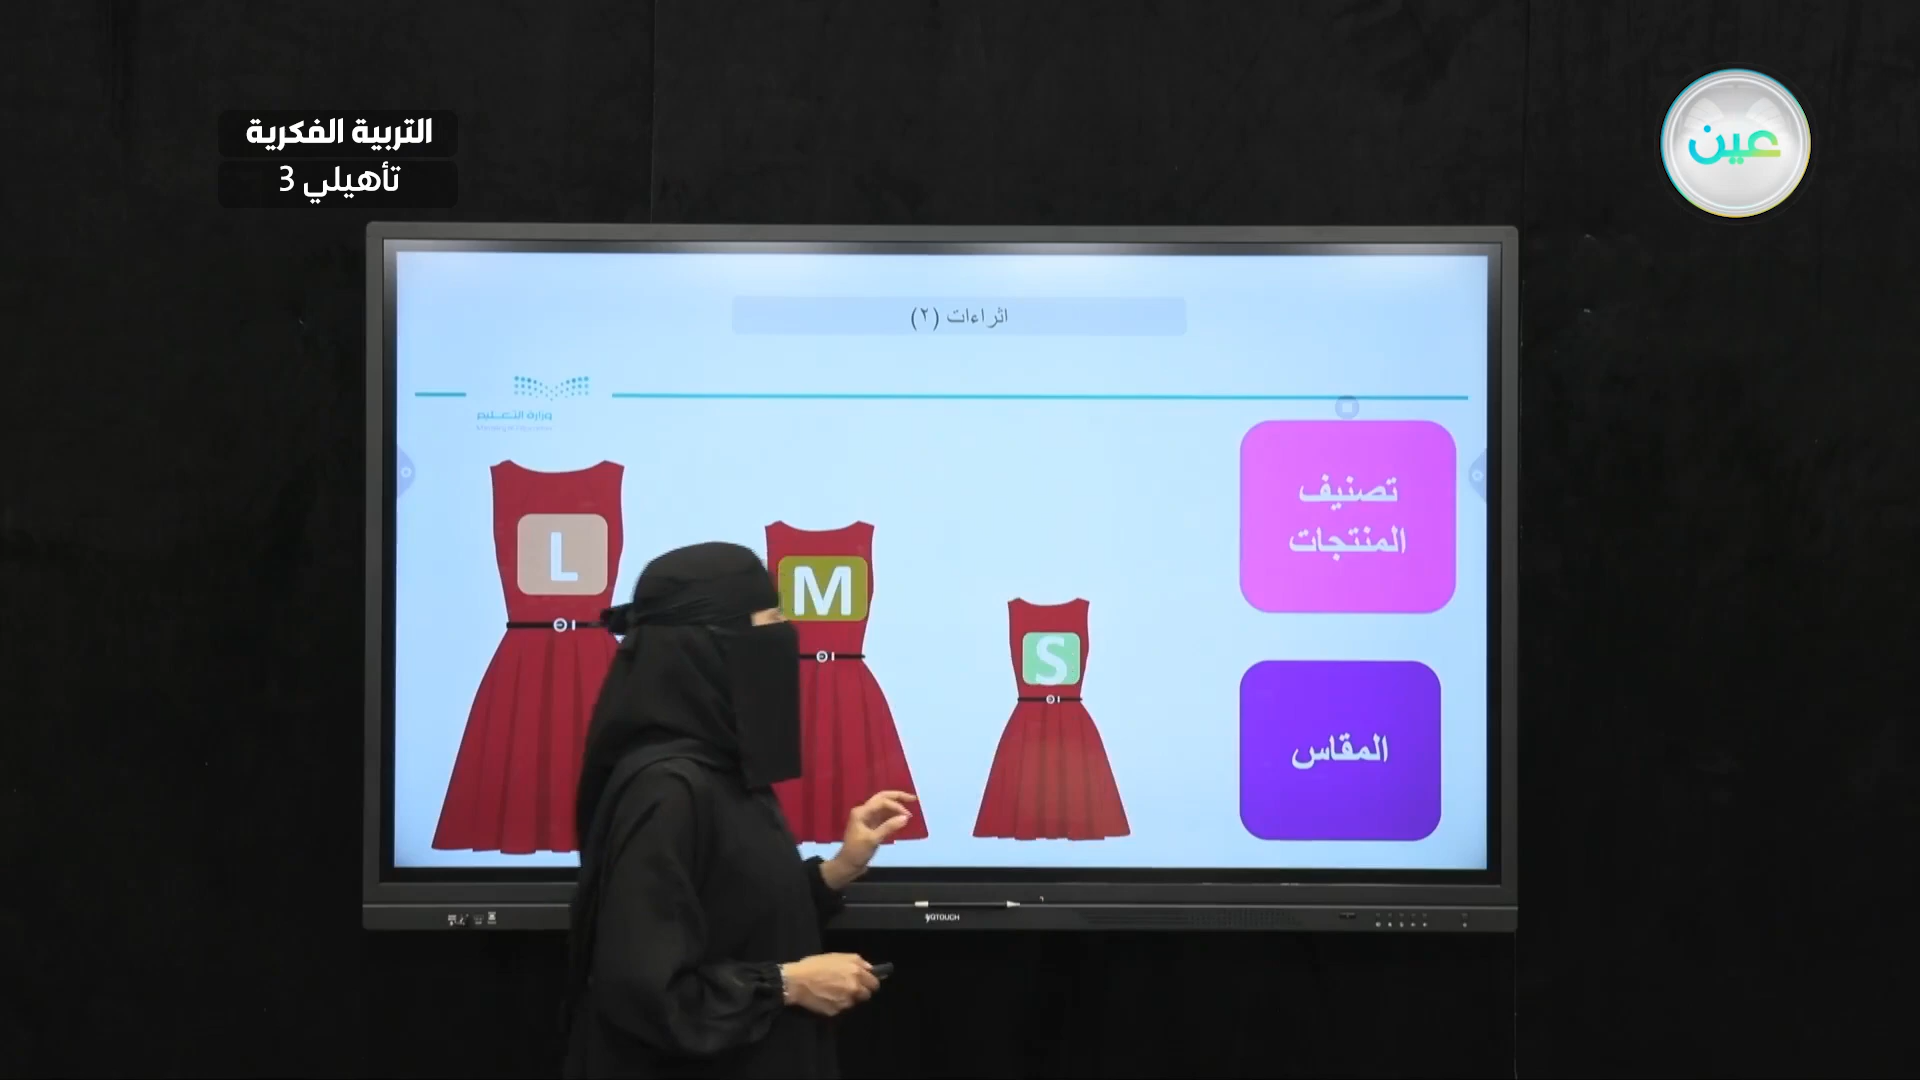 التربية الفكرية
تأهيلي 3
عين
اثراءات (٢)
وزارة التعليم
تصنيف
المنتجات
L
M
S
المقاس